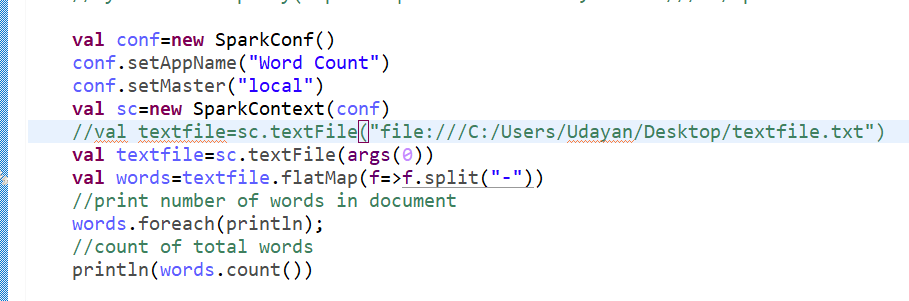 val conf=new SparkConf()
conf.setAppName("Word Count")
conf.setMaster("local")
val sc=new SparkContext(conf)
//val textfile=sc.textFile("file:///C:/Users/Udayan/Desktop/textfile.txt")
val textfile=sc.textFile(args(0))
val words=textfile.flatMap(f=>f.split("-"))
//print number of words in document
words.foreach(println);
//count of total words
println(words.count())